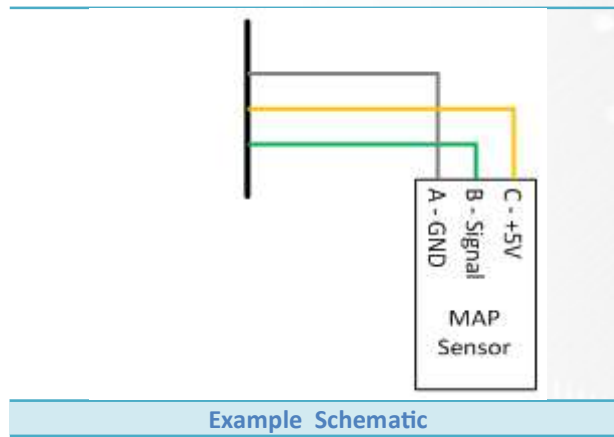 A - GND
B - Signal
C - +5V
MAP
Sensor
Example Schematic